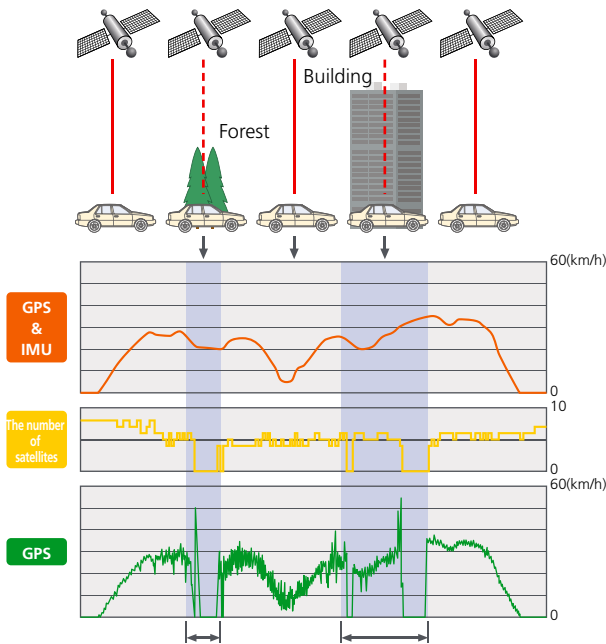 Building
Forest
60(km/h)
GPS
&
IMU
0
The number
of
satellites
10
0
60(km/h)
GPS
0